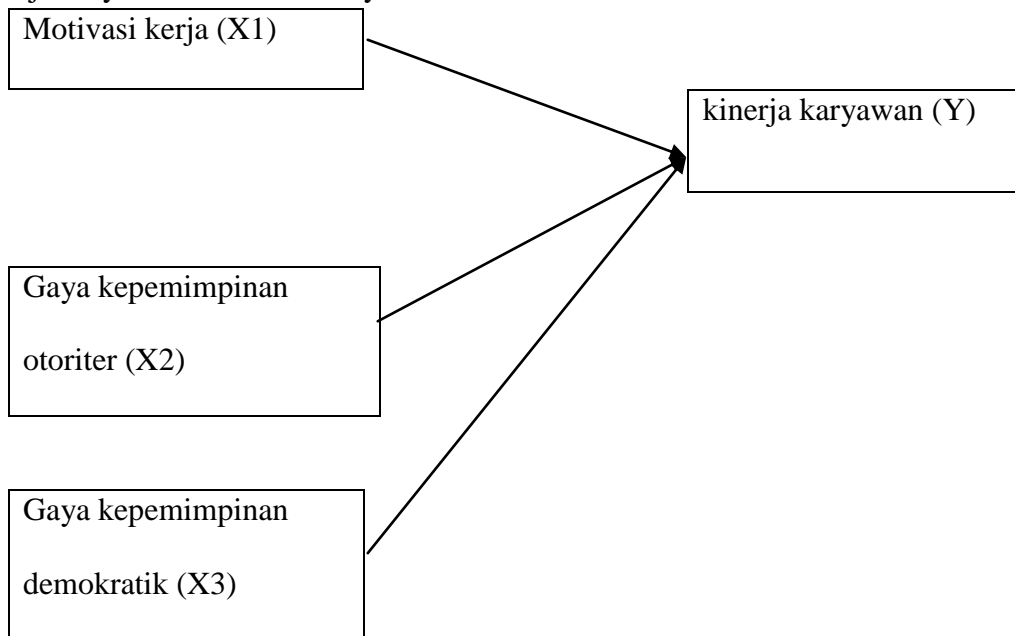 Motivasi kerja (X1)
kinerja karyawan (Y)
Gaya kepemimpinan
otoriter (X2)
Gaya kepemimpinan
demokratik (X3)